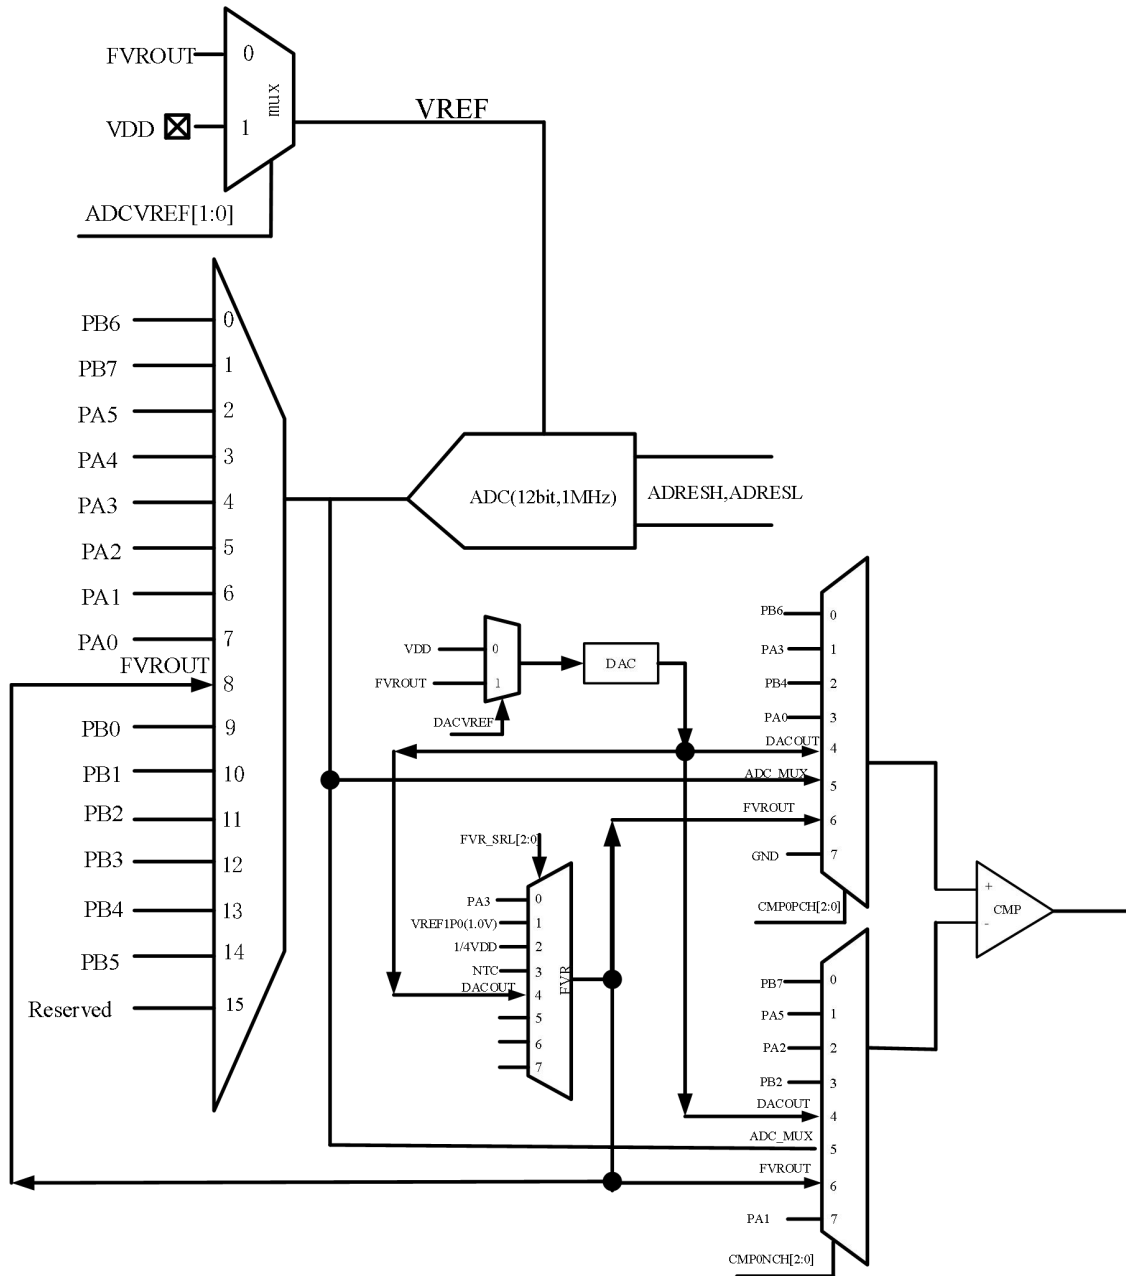 FVROUT
0
mux
VDD
1
VREF
ADCVREF[1:0]
PB6
0
PB7
1
PA5
2
PA4
3
PA3
4
PA2
5
PA1
6
PA0
7
FVROUT
8
PB0
9
PB1
10
PB2
11
PB3
12
PB4
13
PB5
14
Reserved
15
ADC(12bit,1MHz)
ADRESH,ADRESL
VDD
0
FVROUT
1
DACVREF
DAC
FVR_SRL[2:0]
PA3
0
VREF1P0(1.0V)
1
1/4VDD
2
NTC
3
DACOUT
4
5
6
7
FVR
PB6
0
PA3
1
PB4
2
PA0
3
DACOUT
4
ADC_MUX
5
FVROUT
6
GND
7
CMP0PCH[2:0]
+
CMP
-
PB7
0
PA5
1
PA2
2
PB2
3
DACOUT
4
ADC_MUX
5
FVROUT
6
PA1
7
CMP0NCH[2:0]